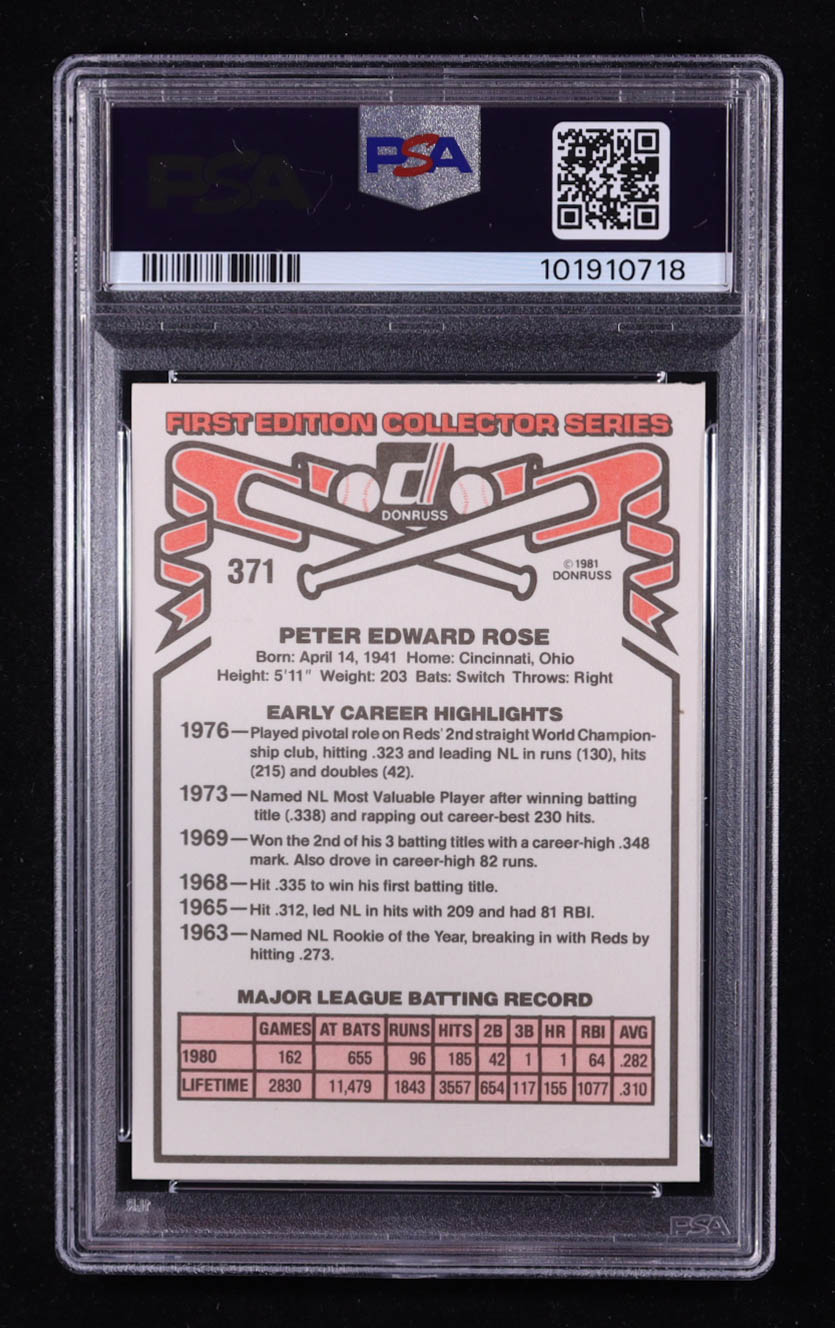 PSA PSA
101910718
FIRST EDITION COLLECTOR SERIES
d
DONRUSS
371
© 1981
DONRUSS
PETER EDWARD ROSE
Born: April 14, 1941 Home: Cincinnati, Ohio
Height: 5'11" Weight: 203 Bats: Switch Throws: Right
EARLY CAREER HIGHLIGHTS
1976—Played pivotal role on Reds' 2nd straight World Champion-
ship club, hitting .323 and leading NL in runs (130), hits
(215) and doubles (42).
1973—Named NL Most Valuable Player after winning batting
title (.338) and rapping out career-best 230 hits.
1969—Won the 2nd of his 3 batting titles with a career-high .348
mark. Also drove in career-high 82 runs.
1968—Hit .335 to win his first batting title.
1965—Hit .312, led NL in hits with 209 and had 81 RBI.
1963—Named NL Rookie of the Year, breaking in with Reds by
hitting .273.
MAJOR LEAGUE BATTING RECORD
GAMES AT BATS RUNS HITS 2B 3B HR RBI AVG
1980 162 655 96 185 42 1 1 64 .282
LIFETIME 2830 11,479 1843 3557 654 117 155 1077 .310
PSA